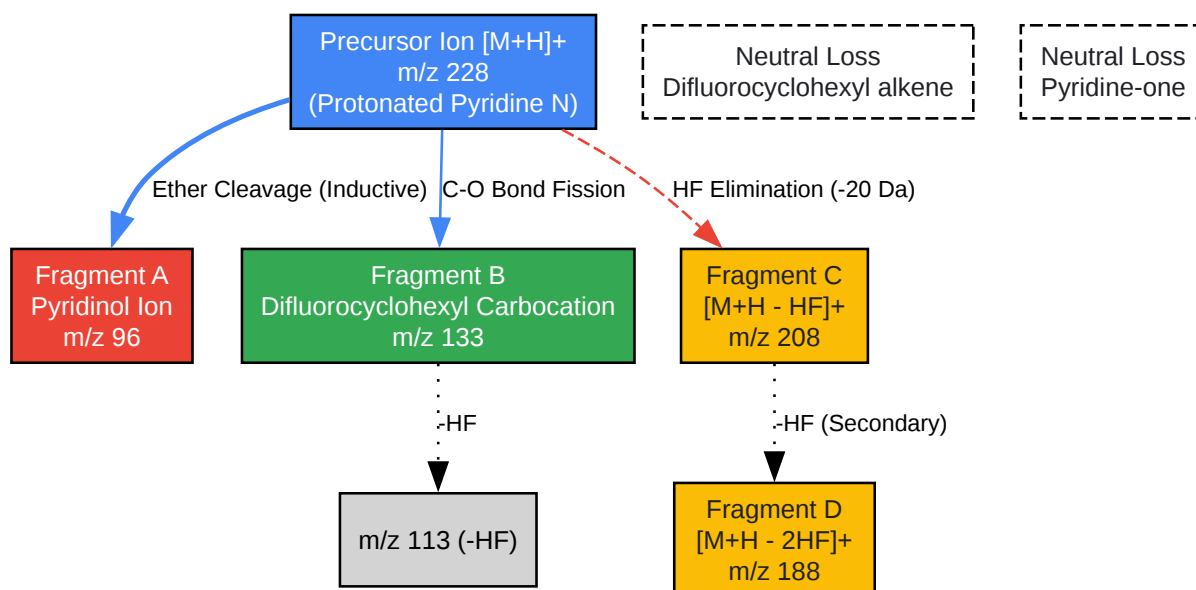 Precursor Ion [M+H]+
m/z 228
(Protonated Pyridine N)
Neutral Loss
Difluorocyclohexyl alkene
Neutral Loss
Pyridine-one
Ether Cleavage (Inductive)
C-O Bond Fission
HF Elimination (-20 Da)
Fragment A
Pyridinol Ion
m/z 96
Fragment B
Difluorocyclohexyl Carbocation
m/z 133
Fragment C
[M+H - HF]+
m/z 208
-HF
-HF (Secondary)
m/z 113 (-HF)
Fragment D
[M+H - 2HF]+
m/z 188